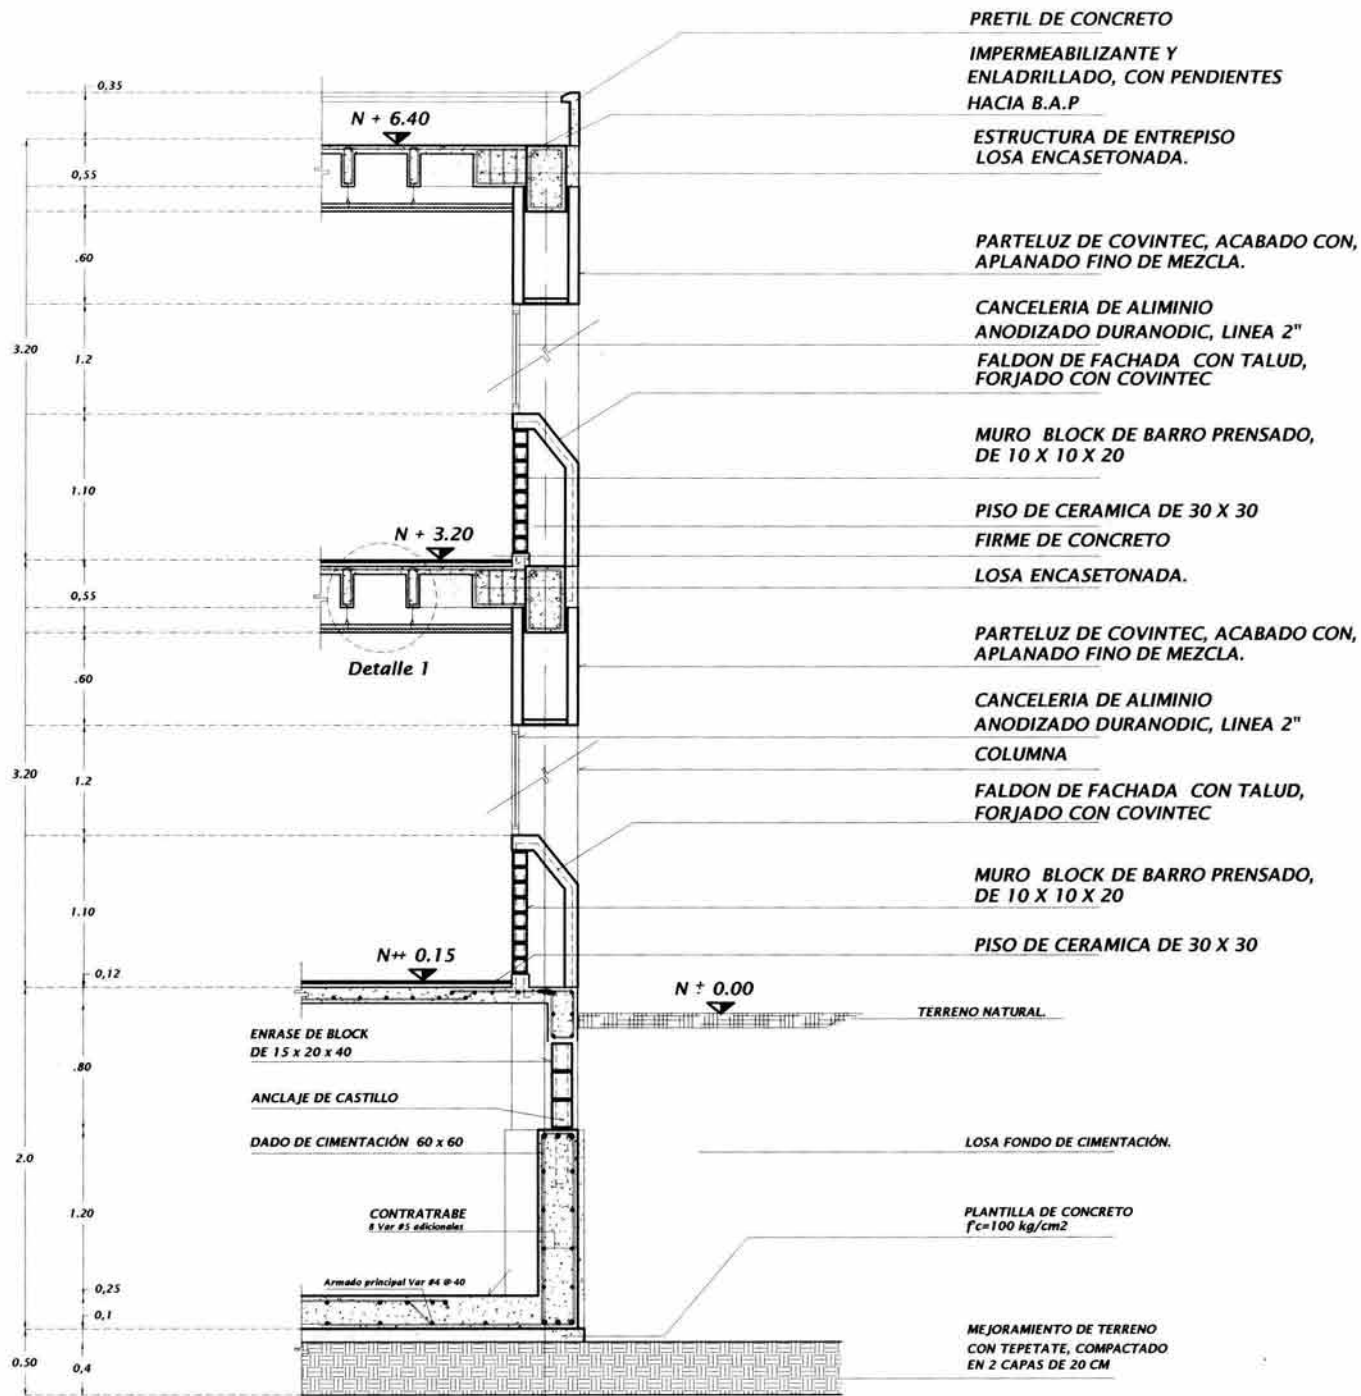 PRETIL DE CONCRETO
IMPERMEABILIZANTE Y
ENLADRILLADO, CON PENDIENTES
HACIA B.A.P
ESTRUCTURA DE ENTREPISO
LOSA ENCASETONADA.
PARTELUZ DE COVINTEC, ACABADO CON,
APLANADO FINO DE MEZCLA.
CANCELERIA DE ALIMINIO
ANODIZADO DURANODIC, LINEA 2"
FALDON DE FACHADA CON TALUD,
FORJADO CON COVINTEC
MURO BLOCK DE BARRO PRENSADO,
DE 10 X 10 X 20
PISO DE CERAMICA DE 30 X 30
FIRME DE CONCRETO
LOSA ENCASETONADA.
PARTELUZ DE COVINTEC, ACABADO CON,
APLANADO FINO DE MEZCLA.
CANCELERIA DE ALIMINIO
ANODIZADO DURANODIC, LINEA 2"
COLUMNA
FALDON DE FACHADA CON TALUD,
FORJADO CON COVINTEC
MURO BLOCK DE BARRO PRENSADO,
DE 10 X 10 X 20
PISO DE CERAMICA DE 30 X 30
TERRENO NATURAL.
LOSA FONDO DE CIMENTACIÓN.
PLANTILLA DE CONCRETO
f'c=100 kg/cm2
MEJORAMIENTO DE TERRENO
CON TEPETATE, COMPACTADO
EN 2 CAPAS DE 20 CM
N + 6.40
N + 3.20
Detalle 1
N++ 0.15
N ± 0.00
ENRASE DE BLOCK
DE 15 x 20 x 40
ANCLAJE DE CASTILLO
DADO DE CIMENTACIÓN 60 x 60
CONTRATRABE
8 Var #5 adicionales
Armado principal Var #4 @ 40
0,35
0,55
.60
1.2
1.10
0,55
.60
1.2
1.10
0,12
.80
1.20
0,25
0,1
0,4
3.20
3.20
2.0
0.50